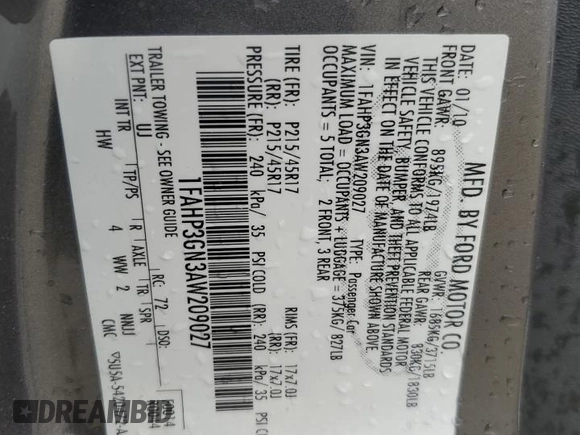 MFD. BY FORD MOTOR CO.
DATE: 01/10
GVWR: 1685KG/3715LB
FRONT GAWR: 895KG/1974LB
REAR GAWR: 830KG/1830LB
THIS VEHICLE CONFORMS TO ALL APPLICABLE FEDERAL MOTOR
VEHICLE SAFETY, BUMPER, AND THEFT PREVENTION STANDARDS
IN EFFECT ON THE DATE OF MANUFACTURE SHOWN ABOVE.
VIN: 1FAHP3GN3AW209027
TYPE: Passenger Car
MAXIMUM LOAD = OCCUPANTS + LUGGAGE = 375KG/827LB
OCCUPANTS = 5 TOTAL; 2 FRONT, 3 REAR
TIRE (FR): P215/45R17 RIMS (FR): 17x7.0J
(RR): P215/45R17 (RR): 17x7.0J
PRESSURE (FR): 240 kPa/ 35 PSI COLD (RR): 240 kPa/ 35 PSI
1FAHP3GN3AW209027
TRAILER TOWING - SEE OWNER GUIDE
EXT PNT: UJ RC: 72 DSO:
INT TR TP/PS R AXLE TR SPR
HW 4 WW 2 NNJJ
CMC
DREAMBID